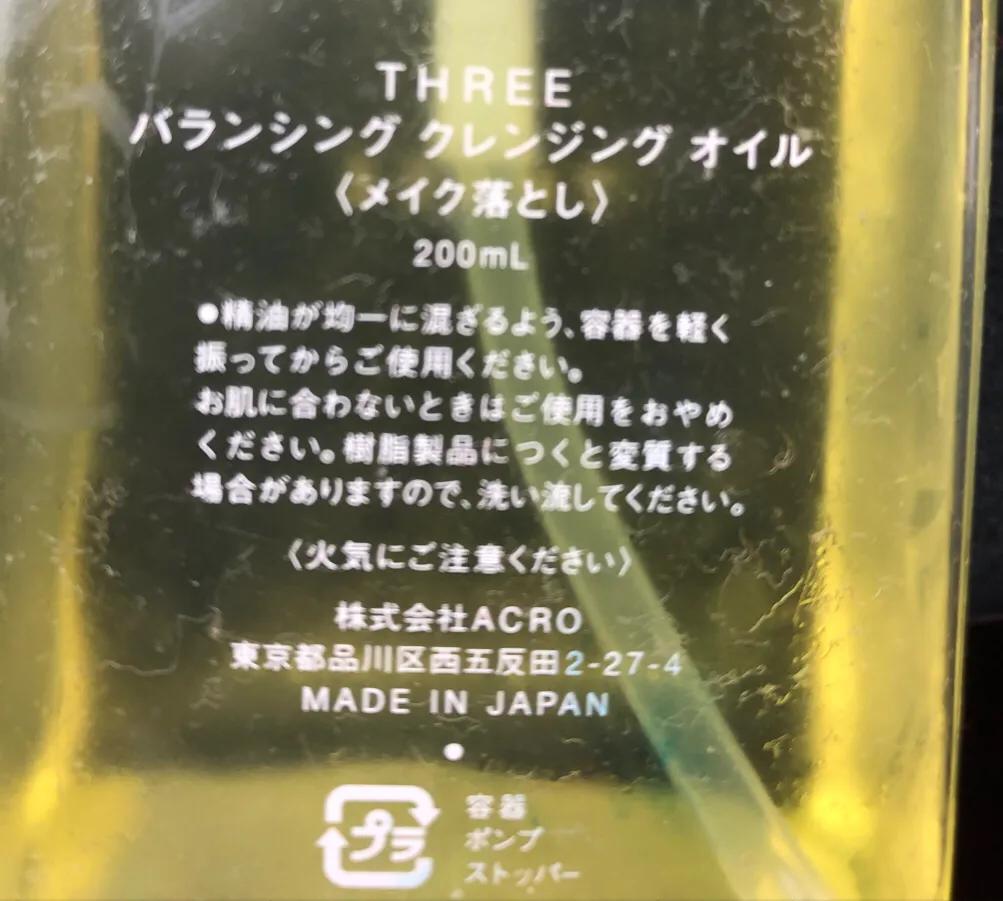 THREE
バランシング クレンジング オイル
〈メイク落とし〉
200mL
●精油が均一に混ざるよう、容器を軽く
振ってからご使用ください。
お肌に合わないときはご使用をおやめ
ください。樹脂製品につくと変質する
場合がありますので、洗い流してください。
〈火気にご注意ください〉
株式会社ACRO
東京都品川区西五反田2-27-4
MADE IN JAPAN
プラ
容器
ポンプ
ストッパー